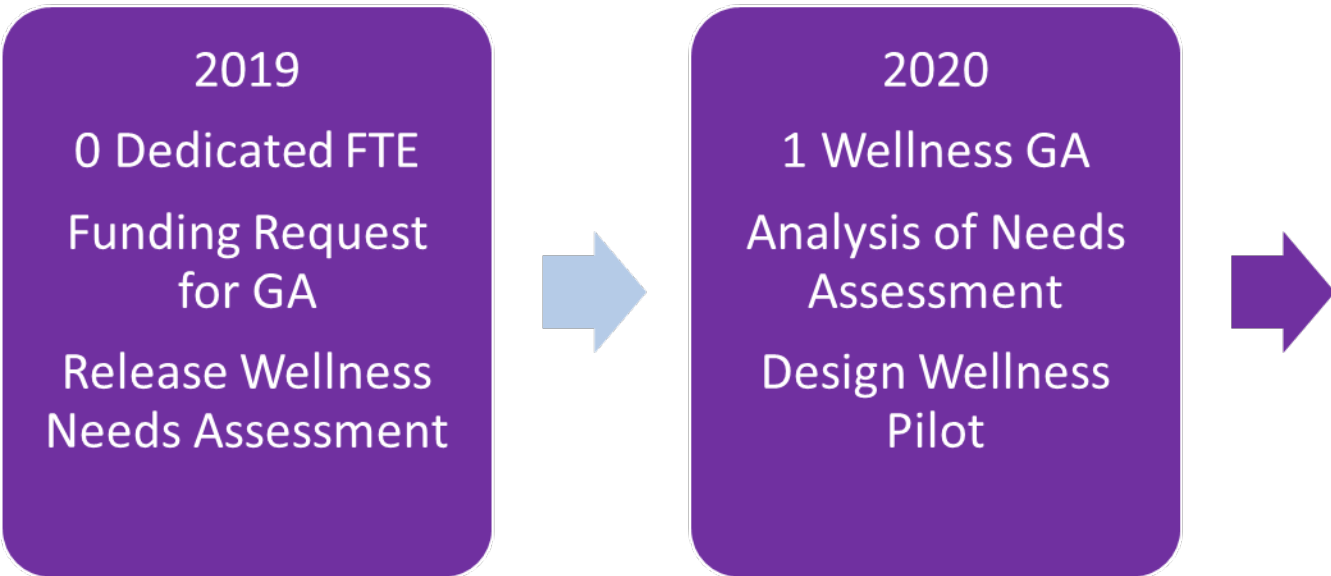 2019
0 Dedicated FTE
Funding Request
for GA
Release Wellness
Needs Assessment
2020
1 Wellness GA
Analysis of Needs
Assessment
Design Wellness
Pilot